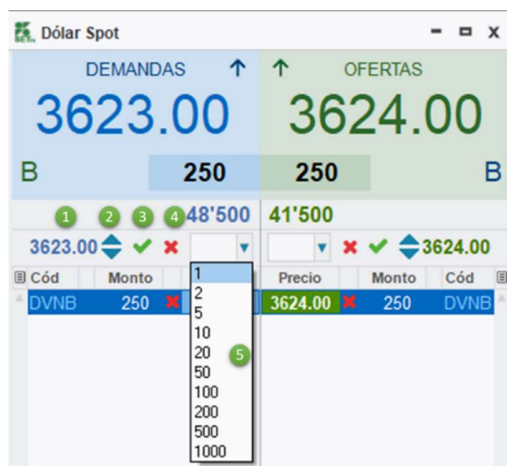 Dólar Spot
DEMANDAS OFERTAS
3623.00 3624.00
B 250 250 B
1 2 3 4 48'500 41'500
3623.00 3624.00
Cód Monto Precio Monto Cód
DVNB 250 3624.00 250 DVNB
1
2
5
10
20 5
50
100
200
500
1000